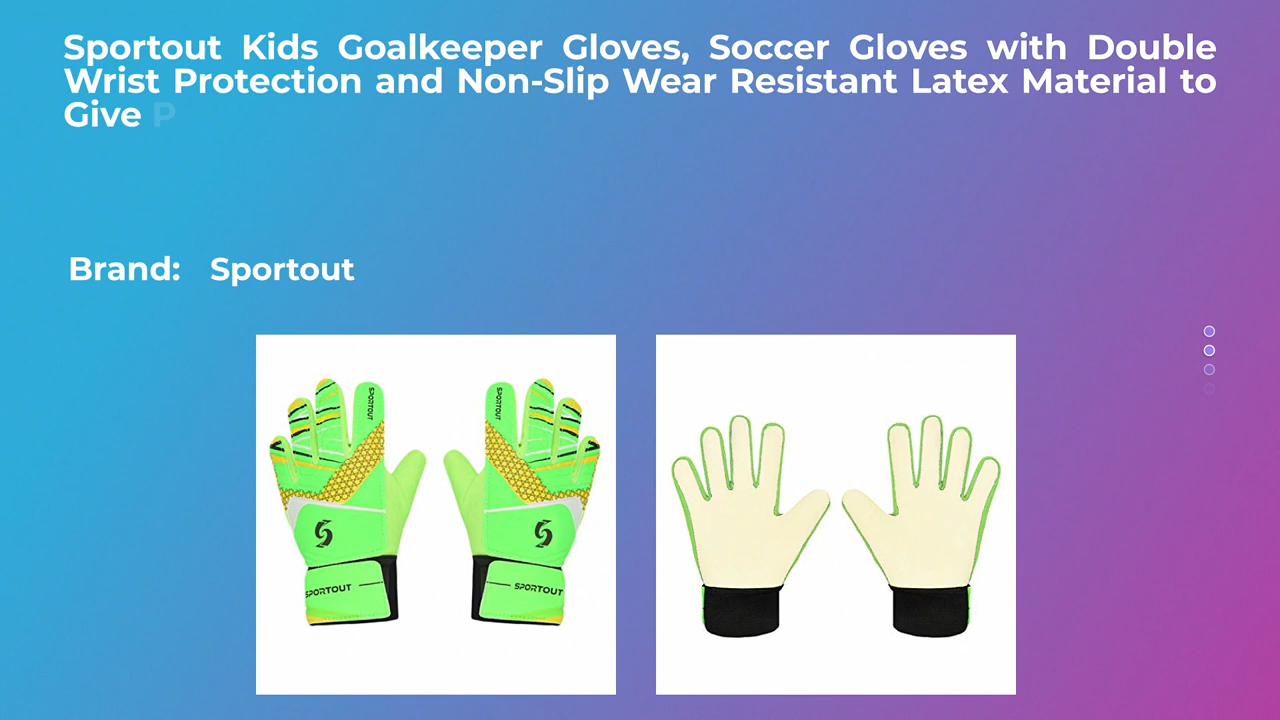 Sportout Kids Goalkeeper Gloves, Soccer Gloves with Double
Wrist Protection and Non-Slip Wear Resistant Latex Material to
Give P
Brand: Sportout
SPORTOUT SPORTOUT
SPORTOUT SPORTOUT